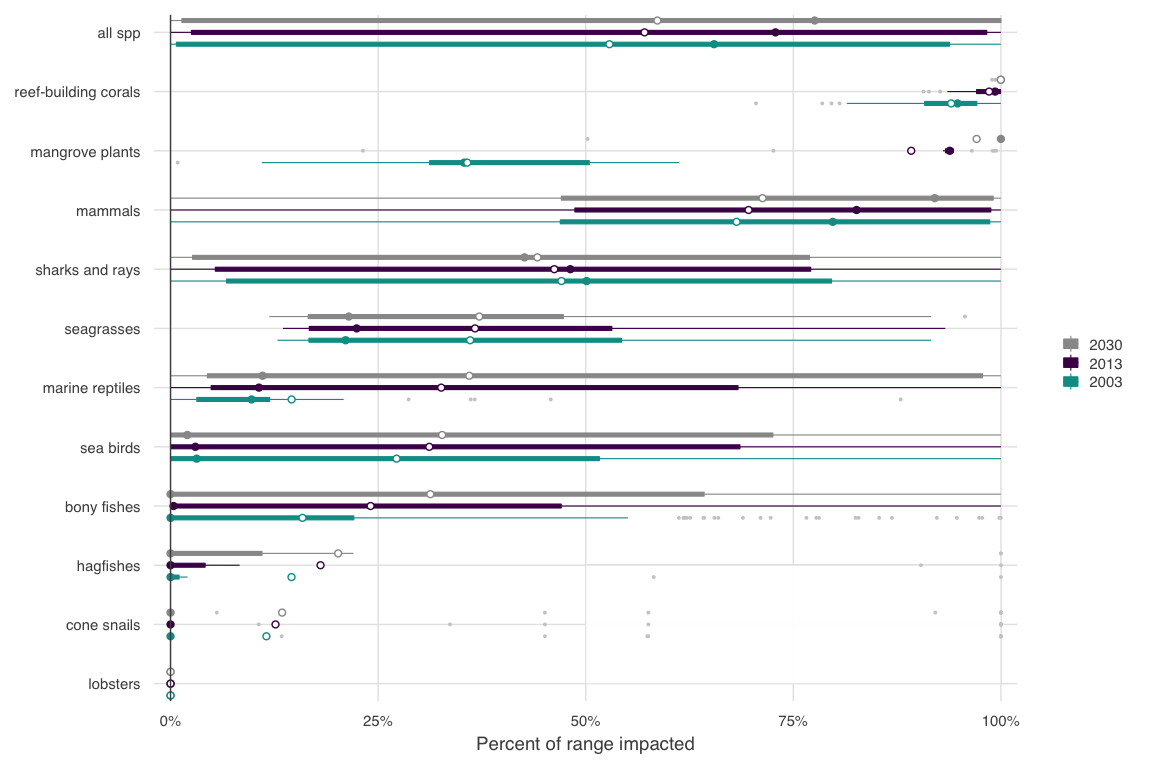 all spp
reef-building corals
mangrove plants
mammals
sharks and rays
seagrasses
marine reptiles
sea birds
bony fishes
hagfishes
cone snails
lobsters
0% 25% 50% 75% 100%
Percent of range impacted
2030
2013
2003